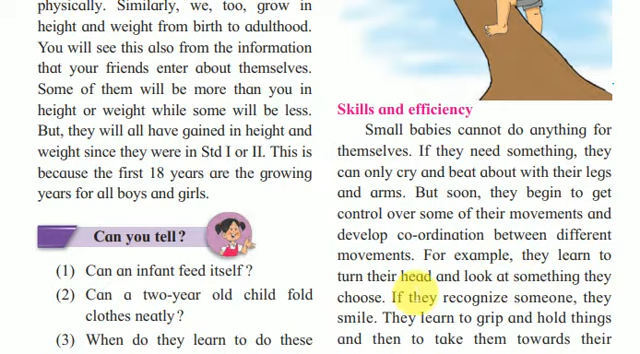 physically. Similarly, we, too, grow in
height and weight from birth to adulthood.
You will see this also from the information
that your friends enter about themselves.
Some of them will be more than you in
height or weight while some will be less.
But, they will all have gained in height and
weight since they were in Std I or II. This is
because the first 18 years are the growing
years for all boys and girls.
Can you tell?
(1) Can an infant feed itself?
(2) Can a two-year old child fold
clothes neatly?
(3) When do they learn to do these
Skills and efficiency
Small babies cannot do anything for
themselves. If they need something, they
can only cry and beat about with their legs
and arms. But soon, they begin to get
control over some of their movements and
develop co-ordination between different
movements. For example, they learn to
turn their head and look at something they
choose. If they recognize someone, they
smile. They learn to grip and hold things
and then to take them towards their